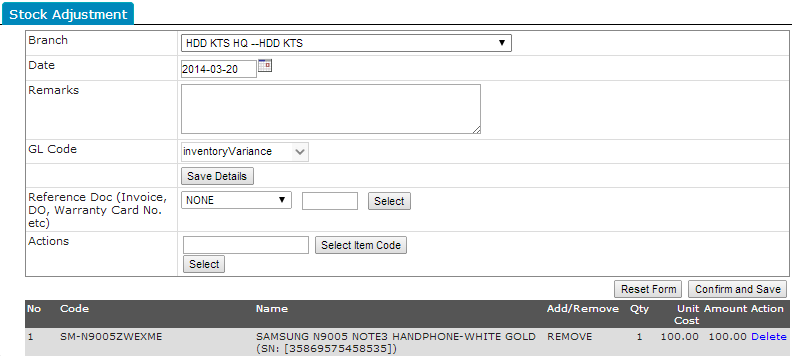 Stock Adjustment
Branch
HDD KTS HQ --HDD KTS
Date
2014-03-20
Remarks
GL Code
inventoryVariance
Save Details
Reference Doc (Invoice,
DO, Warranty Card No.
etc)
NONE
Select
Actions
Select Item Code
Select
Reset Form Confirm and Save
No Code Name Add/Remove Qty Unit Cost Amount Action
1 SM-N9005ZWEXME SAMSUNG N9005 NOTE3 HANDPHONE-WHITE GOLD REMOVE 1 100.00 100.00 Delete
(SN: [35869575458535])